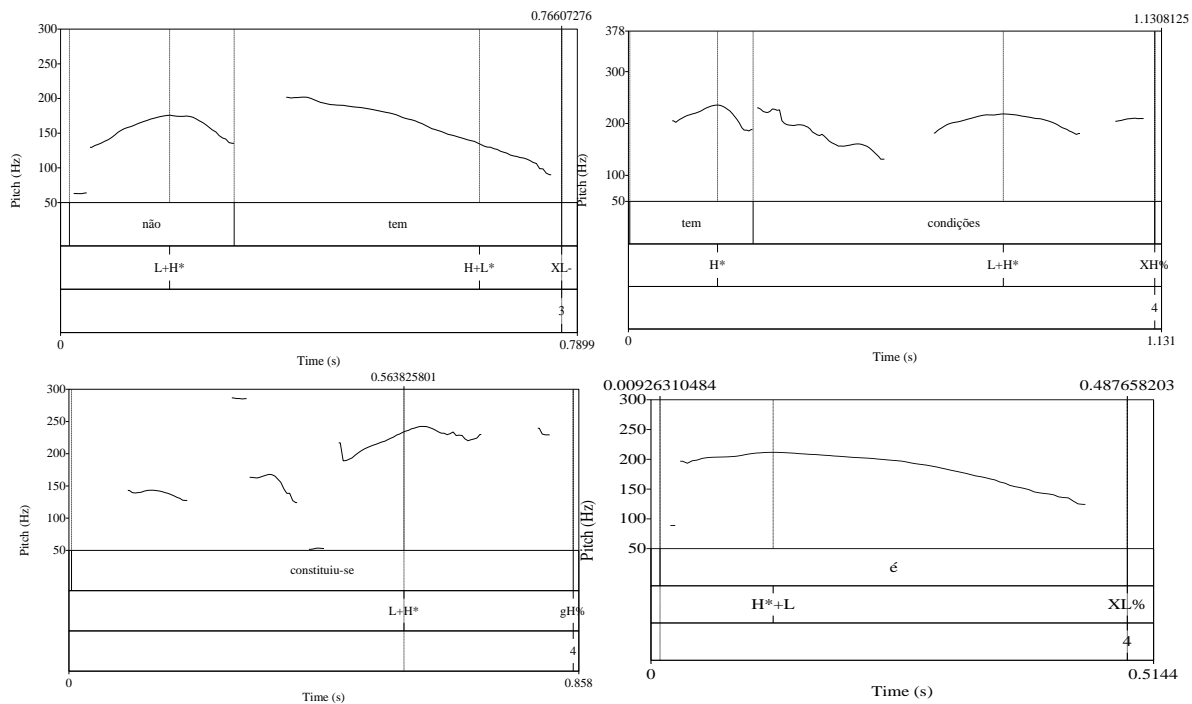 0.76607276
300
250
200
150
100
50
Pitch (Hz)
não tem
L+H* H+L* XL-
3
0 0.7899
Time (s)
1.1308125
378
300
200
100
50
Pitch (Hz)
tem condições
H* L+H* XH%
4
0 1.131
Time (s)
0.563825801
300
250
200
150
100
50
Pitch (Hz)
constituiu-se
L+H* gH%
4
0 0.858
Time (s)
0.00926310484 0.487658203
300
250
200
150
100
50
Pitch (Hz)
é
H*+L XL%
4
0 0.5144
Time (s)